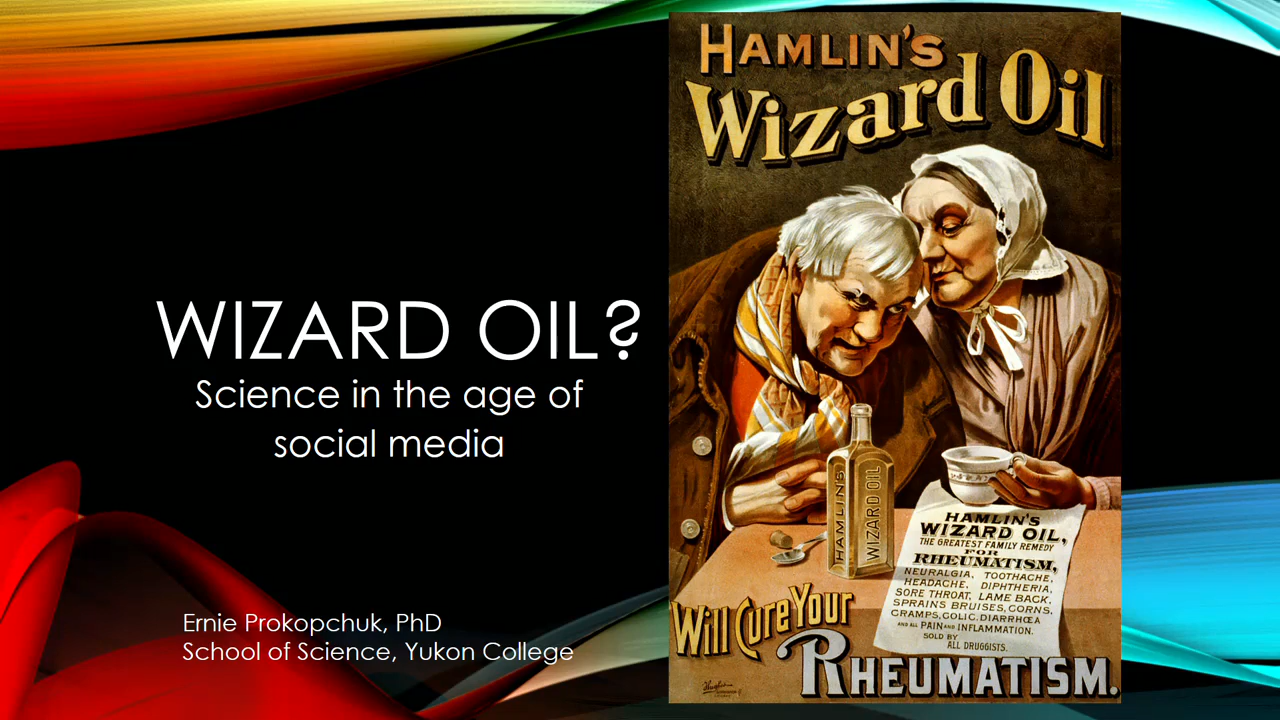 WIZARD OIL?
Science in the age of
social media
Ernie Prokopchuk, PhD
School of Science, Yukon College
HAMLIN'S
Wizard Oil
HAMLIN'S
WIZARD OIL
HAMLIN'S
WIZARD OIL,
THE GREATEST FAMILY REMEDY
FOR
RHEUMATISM,
NEURALGIA, TOOTHACHE,
HEADACHE, DIPHTHERIA,
SORE THROAT, LAME BACK,
SPRAINS BRUISES, CORNS,
CRAMPS, COLIC, DIARRHŒA
AND ALL PAIN AND INFLAMMATION.
SOLD BY
ALL DRUGGISTS.
Will Cure Your
RHEUMATISM.